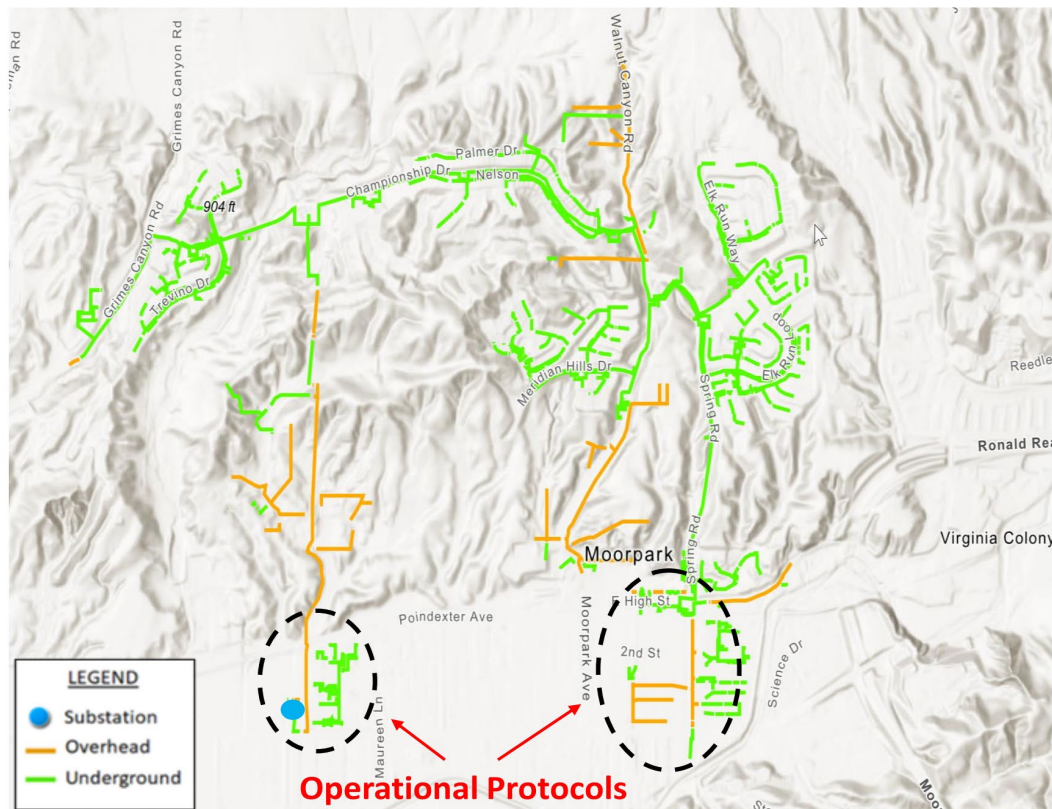 Grimes Canyon Rd
Walnut Canyon Rd
Palmer Dr
Championship Dr
Nelson
904 ft
Elk Run Way
Grimes Canyon Rd
Trevino Dr
Elk Run Loop
Meridian Hills Dr
Reedle
Spring Rd
Ronald Rea
Spring Rd
Virginia Colony
Moorpark
E High St
Poindexter Ave
Moorpark Ave
2nd St
Science Dr
Maureen Ln
LEGEND
Substation
Overhead
Underground
Operational Protocols